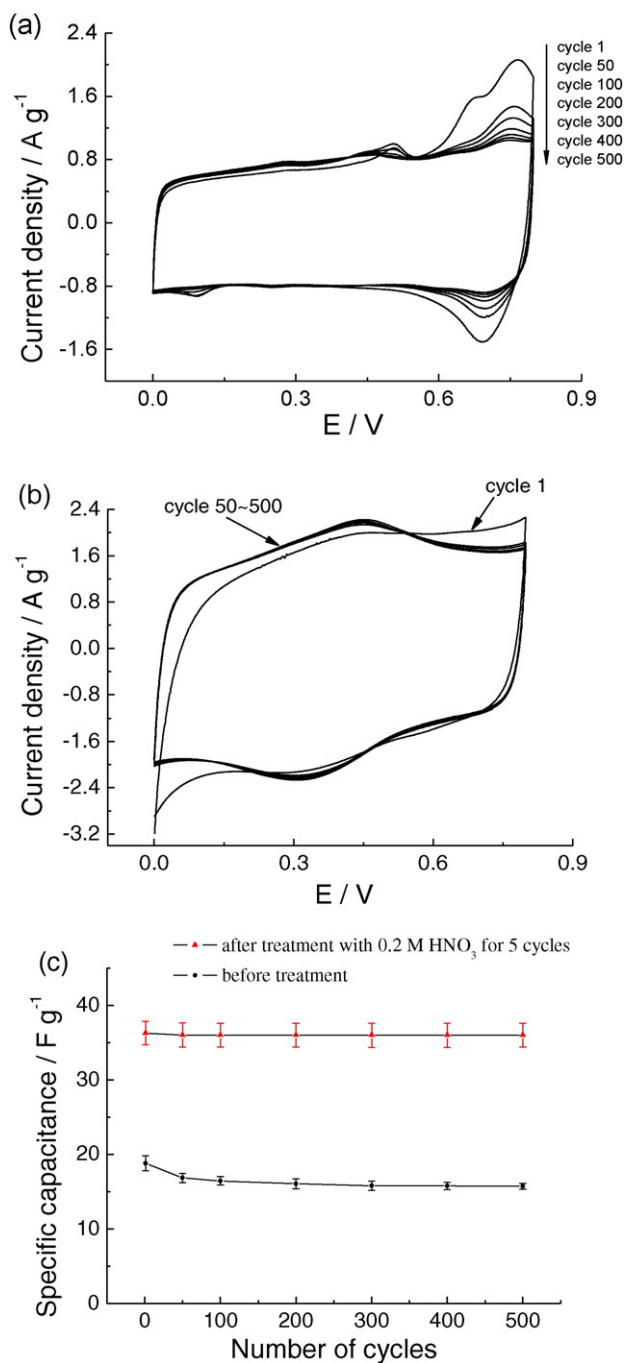 (a)
cycle 1
cycle 50
cycle 100
cycle 200
cycle 300
cycle 400
cycle 500
2.4
1.6
0.8
0.0
-0.8
-1.6
Current density / A g⁻¹
0.0 0.3 0.6 0.9
E / V
(b)
cycle 50~500
cycle 1
2.4
1.6
0.8
0.0
-0.8
-1.6
-2.4
-3.2
Current density / A g⁻¹
0.0 0.3 0.6 0.9
E / V
(c)
after treatment with 0.2 M HNO₃ for 5 cycles
before treatment
40
30
20
10
0
Specific capacitance / F g⁻¹
0 100 200 300 400 500
Number of cycles